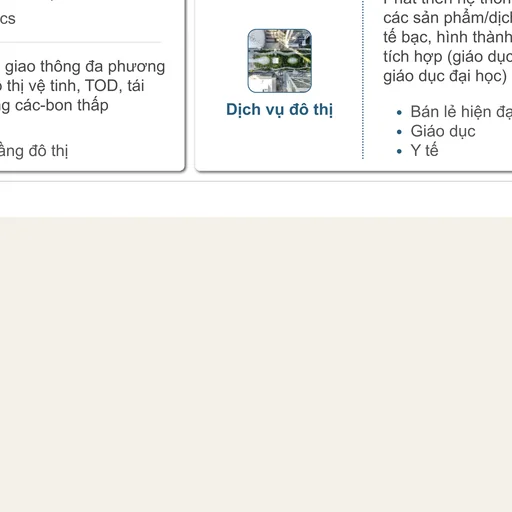 cs
giao thông đa phương
thị vệ tinh, TOD, tái
các-bon thấp
đô thị
Dịch vụ đô thị
các sản phẩm/dịch
tế bạc, hình thành
tích hợp (giáo dục
giáo dục đại học)
• Bán lẻ hiện đạ
• Giáo dục
• Y tế